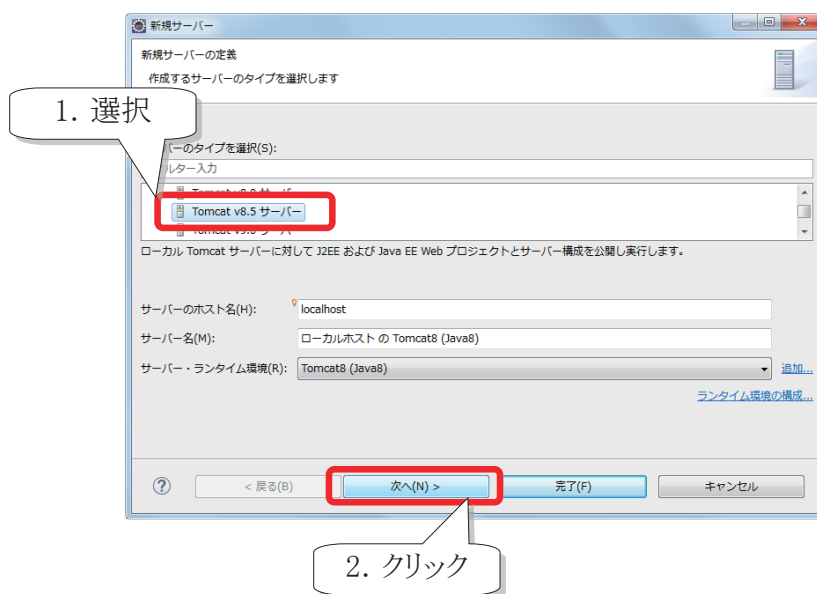 新規サーバー
新規サーバーの定義
作成するサーバーのタイプを選択します
1. 選択
ーのタイプを選択(S):
ルター入力
Tomcat v8.5 サーバー
ローカル Tomcat サーバーに対して J2EE および Java EE Web プロジェクトとサーバー構成を公開し実行します。
サーバーのホスト名(H): localhost
サーバー名(M): ローカルホスト の Tomcat8 (Java8)
サーバー・ランタイム環境(R): Tomcat8 (Java8) 追加...
ランタイム環境の構成...
? < 戻る(B) 次へ(N) > 完了(F) キャンセル
2. クリック